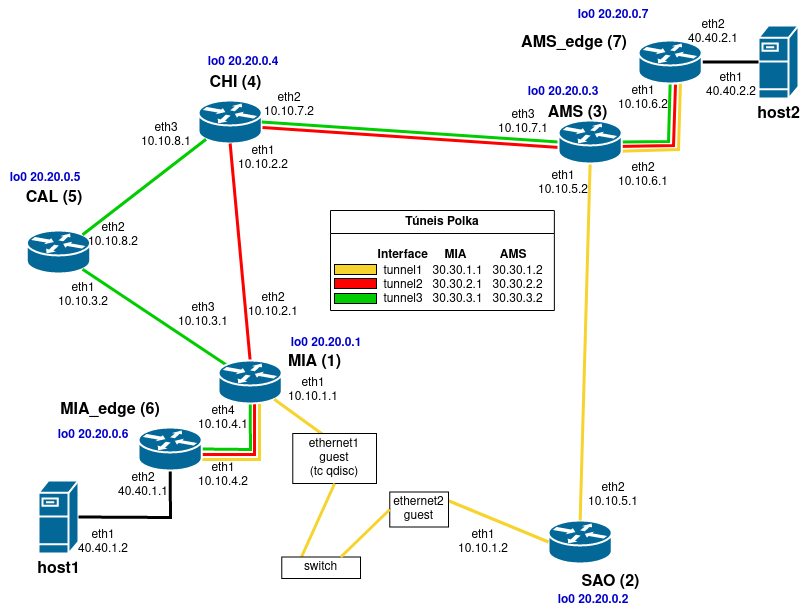 lo0 20.20.0.7
eth2
40.40.2.1
AMS_edge (7)
eth1
40.40.2.2
host2
lo0 20.20.0.4
CHI (4)
eth2
10.10.7.2
eth3
10.10.8.1
eth1
10.10.2.2
lo0 20.20.0.3
AMS (3)
eth1
10.10.6.2
eth3
10.10.7.1
eth1
10.10.5.2
eth2
10.10.6.1
lo0 20.20.0.5
CAL (5)
eth2
10.10.8.2
eth1
10.10.3.2
Túneis Polka
Interface MIA AMS
tunnel1 30.30.1.1 30.30.1.2
tunnel2 30.30.2.1 30.30.2.2
tunnel3 30.30.3.1 30.30.3.2
eth3
10.10.3.1
eth2
10.10.2.1
lo0 20.20.0.1
MIA (1)
eth1
10.10.1.1
MIA_edge (6)
lo0 20.20.0.6
eth4
10.10.4.1
eth1
10.10.4.2
eth2
40.40.1.1
eth1
40.40.1.2
host1
ethernet1
guest
(tc qdisc)
ethernet2
guest
switch
eth2
10.10.5.1
eth1
10.10.1.2
SAO (2)
lo0 20.20.0.2